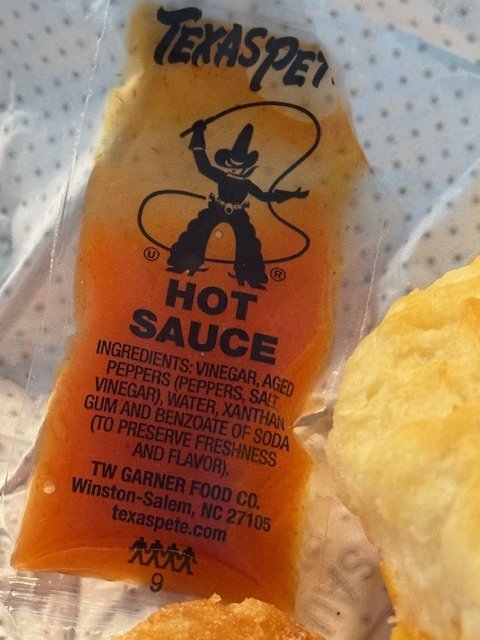 TEXAS PET
U
®
HOT
SAUCE
INGREDIENTS: VINEGAR, AGED
PEPPERS (PEPPERS, SALT,
VINEGAR), WATER, XANTHAN
GUM AND BENZOATE OF SODA
(TO PRESERVE FRESHNESS
AND FLAVOR).
TW GARNER FOOD CO.
Winston-Salem, NC 27105
texaspete.com
9